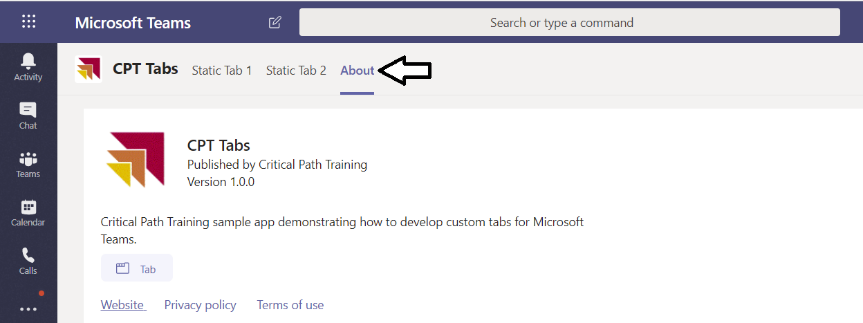 Microsoft Teams
Search or type a command
CPT Tabs Static Tab 1 Static Tab 2 About
Activity
Chat
Teams
Calendar
Calls
CPT Tabs
Published by Critical Path Training
Version 1.0.0
Critical Path Training sample app demonstrating how to develop custom tabs for Microsoft
Teams.
Tab
Website Privacy policy Terms of use